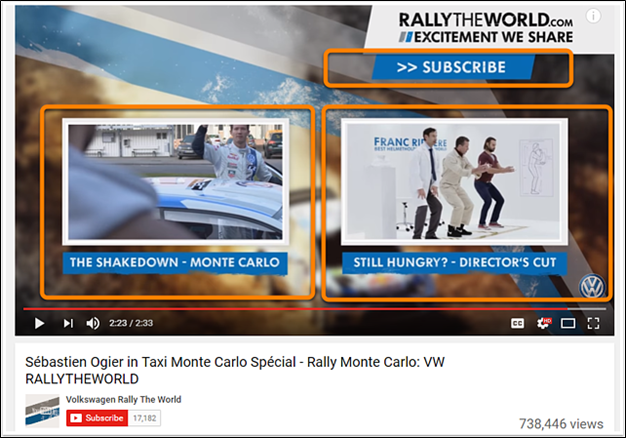 RALLYTHEWORLD.com
EXCITEMENT WE SHARE
>> SUBSCRIBE
THE SHAKEDOWN - MONTE CARLO
STILL HUNGRY? - DIRECTOR'S CUT
2:23 / 2:33
CC
HD
Sébastien Ogier in Taxi Monte Carlo Spécial - Rally Monte Carlo: VW
RALLYTHEWORLD
Volkswagen Rally The World
Subscribe 17,182
738,446 views